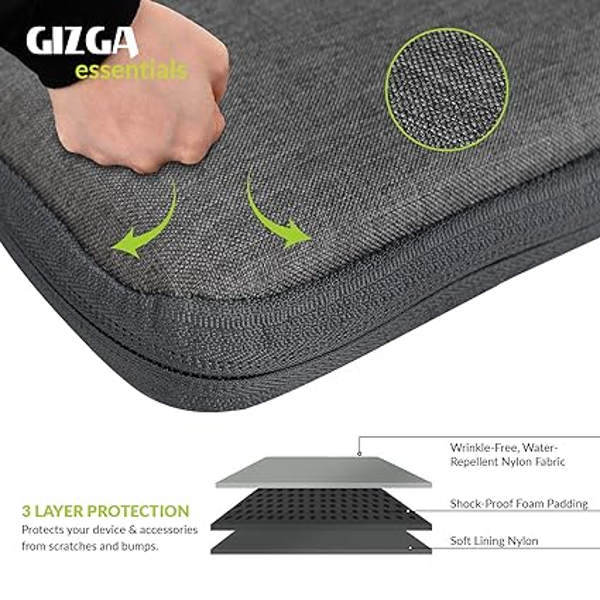 GIZGA
essentials
Wrinkle-Free, Water-
Repellent Nylon Fabric
3 LAYER PROTECTION
Protects your device & accessories
from scratches and bumps.
Shock-Proof Foam Padding
Soft Lining Nylon